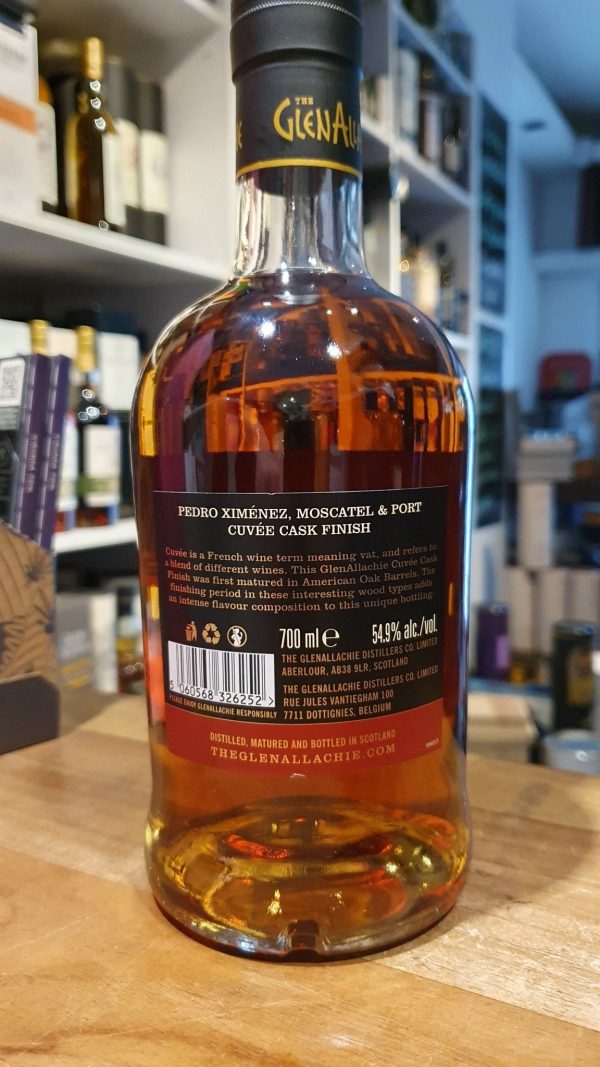 THE
GLENALLA
PEDRO XIMÉNEZ, MOSCATEL & PORT
CUVÉE CASK FINISH
Cuvée is a French wine term meaning vat, and refers to
a blend of different wines. This GlenAllachie Cuvée Cask
Finish was first matured in American Oak Barrels. The
finishing period in these interesting wood types adds
an intense flavour composition to this unique bottling
700 ml e 54.9% alc./vol.
THE GLENALLACHIE DISTILLERS CO. LIMITED
ABERLOUR, AB38 9LR, SCOTLAND
THE GLENALLACHIE DISTILLERS CO. LIMITED
RUE JULES VANTIEGHAM 100
7711 DOTTIGNIES, BELGIUM
5 060568 326252 >
PLEASE ENJOY GLENALLACHIE RESPONSIBLY
DISTILLED, MATURED AND BOTTLED IN SCOTLAND
THEGLENALLACHIE.COM